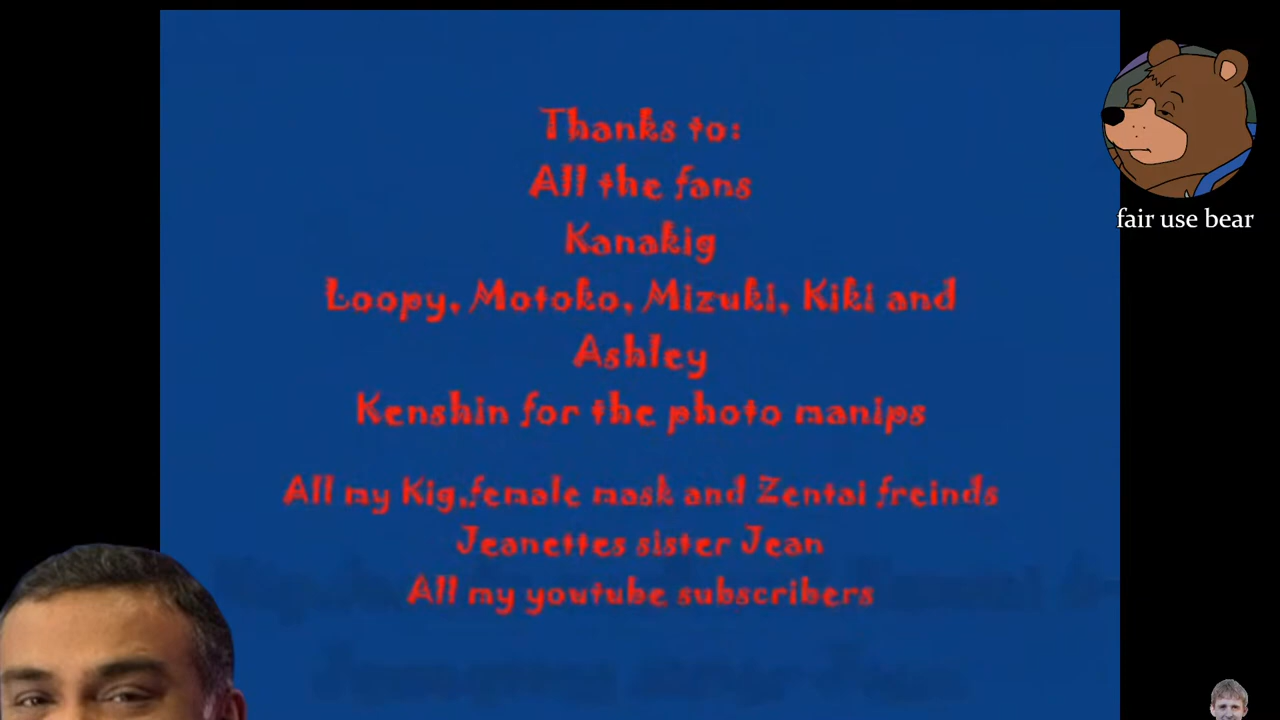 Thanks to:
All the fans
Kanakig
Loopy, Motoko, Mizuki, Kiki and
Ashley
Kenshin for the photo manips
All my Kig,female mask and Zentai freinds
Jeanettes sister Jean
All my youtube subscribers
fair use bear